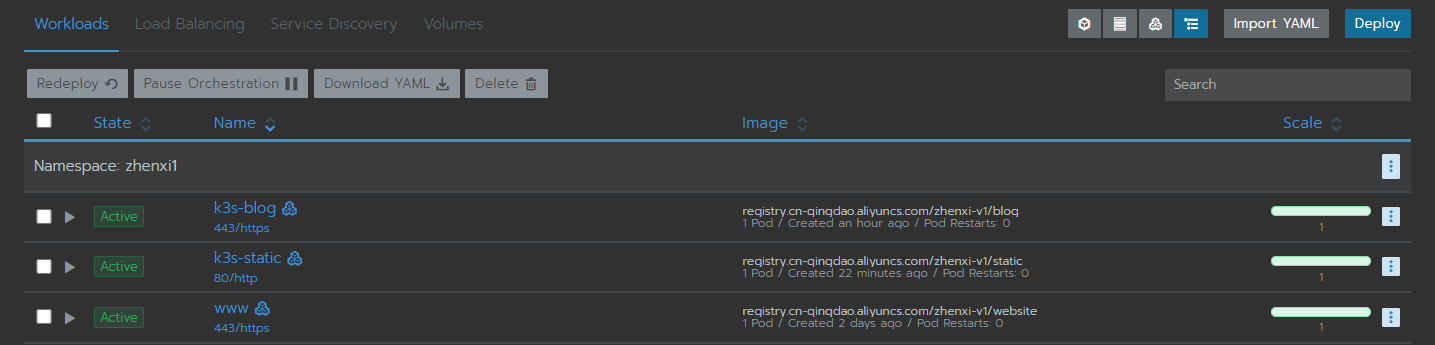 Workloads Load Balancing Service Discovery Volumes Import YAML Deploy
Redeploy Pause Orchestration Download YAML Delete Search
State Name Image Scale
Namespace: zhenxi1
Active k3s-blog registry.cn-qingdao.aliyuncs.com/zhenxi-v1/blog
443/https 1 Pod / Created an hour ago / Pod Restarts: 0 1
Active k3s-static registry.cn-qingdao.aliyuncs.com/zhenxi-v1/static
80/http 1 Pod / Created 22 minutes ago / Pod Restarts: 0 1
Active www registry.cn-qingdao.aliyuncs.com/zhenxi-v1/website
443/https 1 Pod / Created 2 days ago / Pod Restarts: 0 1